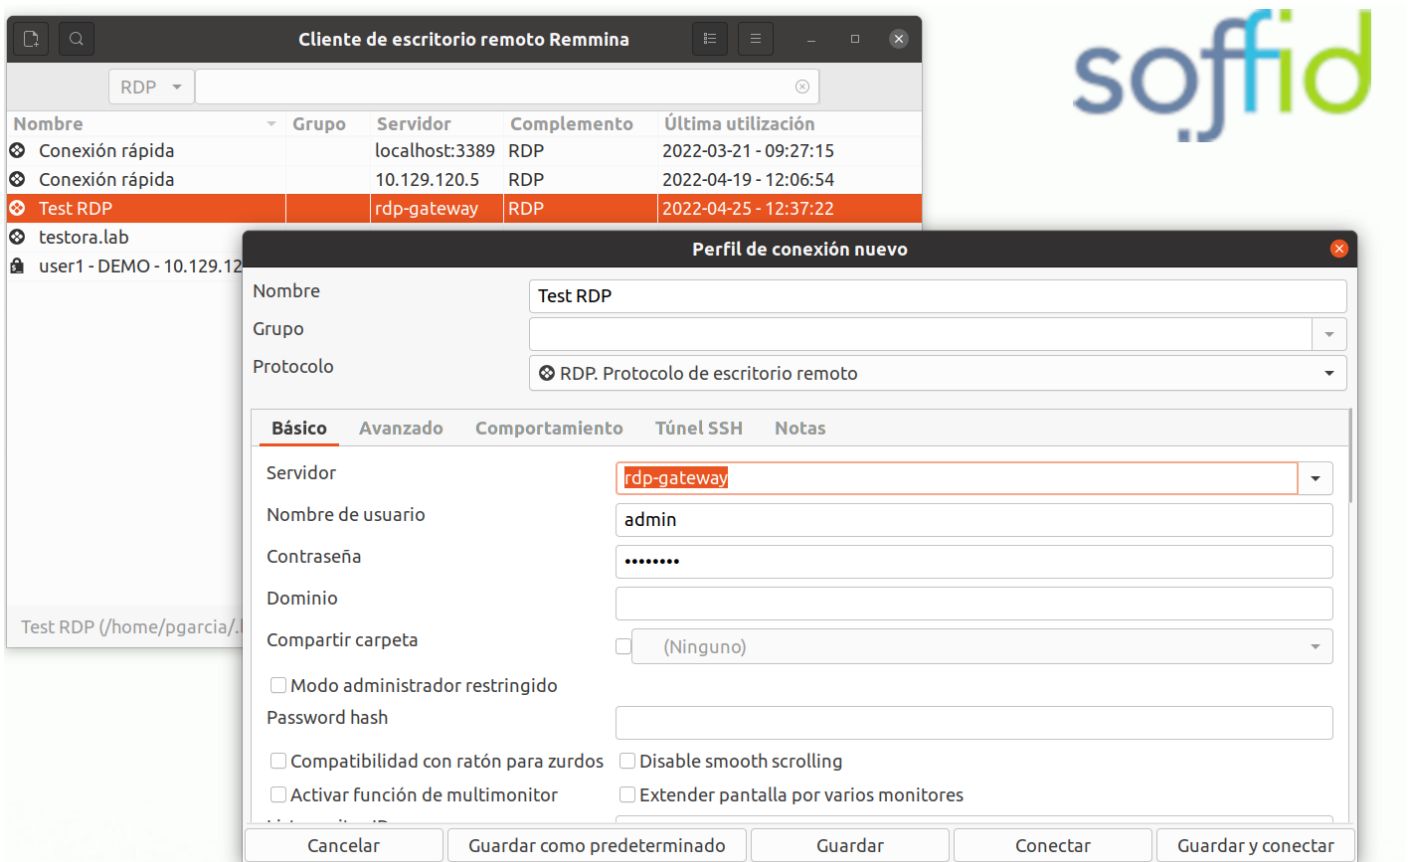 Cliente de escritorio remoto Remmina
soffid
RDP
Nombre Grupo Servidor Complemento Última utilización
Conexión rápida localhost:3389 RDP 2022-03-21 - 09:27:15
Conexión rápida 10.129.120.5 RDP 2022-04-19 - 12:06:54
Test RDP rdp-gateway RDP 2022-04-25 - 12:37:22
testora.lab
user1 - DEMO - 10.129.12
Test RDP (/home/pgarcia/.
Perfil de conexión nuevo
Nombre Test RDP
Grupo
Protocolo RDP. Protocolo de escritorio remoto
Básico Avanzado Comportamiento Túnel SSH Notas
Servidor rdp-gateway
Nombre de usuario admin
Contraseña ••••••••
Dominio
Compartir carpeta (Ninguno)
Modo administrador restringido
Password hash
Compatibilidad con ratón para zurdos Disable smooth scrolling
Activar función de multimonitor Extender pantalla por varios monitores
Cancelar Guardar como predeterminado Guardar Conectar Guardar y conectar